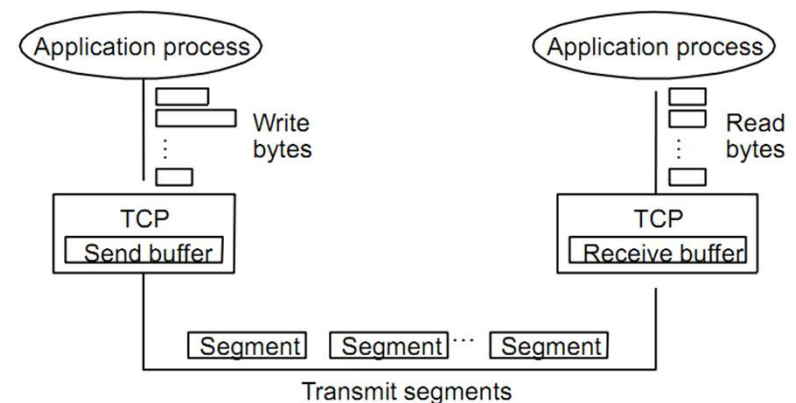 Application process
Application process
Write
bytes
Read
bytes
TCP
Send buffer
TCP
Receive buffer
Segment
Segment
...
Segment
Transmit segments